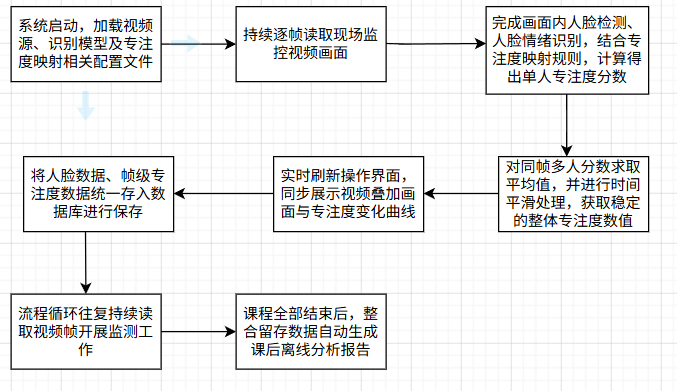 系统启动，加载视频
源、识别模型及专注
度映射相关配置文件
持续逐帧读取现场监
控视频画面
完成画面内人脸检测、
人脸情绪识别，结合专
注度映射规则，计算得
出单人专注度分数
对同帧多人分数求取
平均值，并进行时间
平滑处理，获取稳定
的整体专注度数值
实时刷新操作界面，
同步展示视频叠加画
面与专注度变化曲线
将人脸数据、帧级专
注度数据统一存入数
据库进行保存
流程循环往复持续读
取视频帧开展监测工
作
课程全部结束后，整
合留存数据自动生成
课后离线分析报告